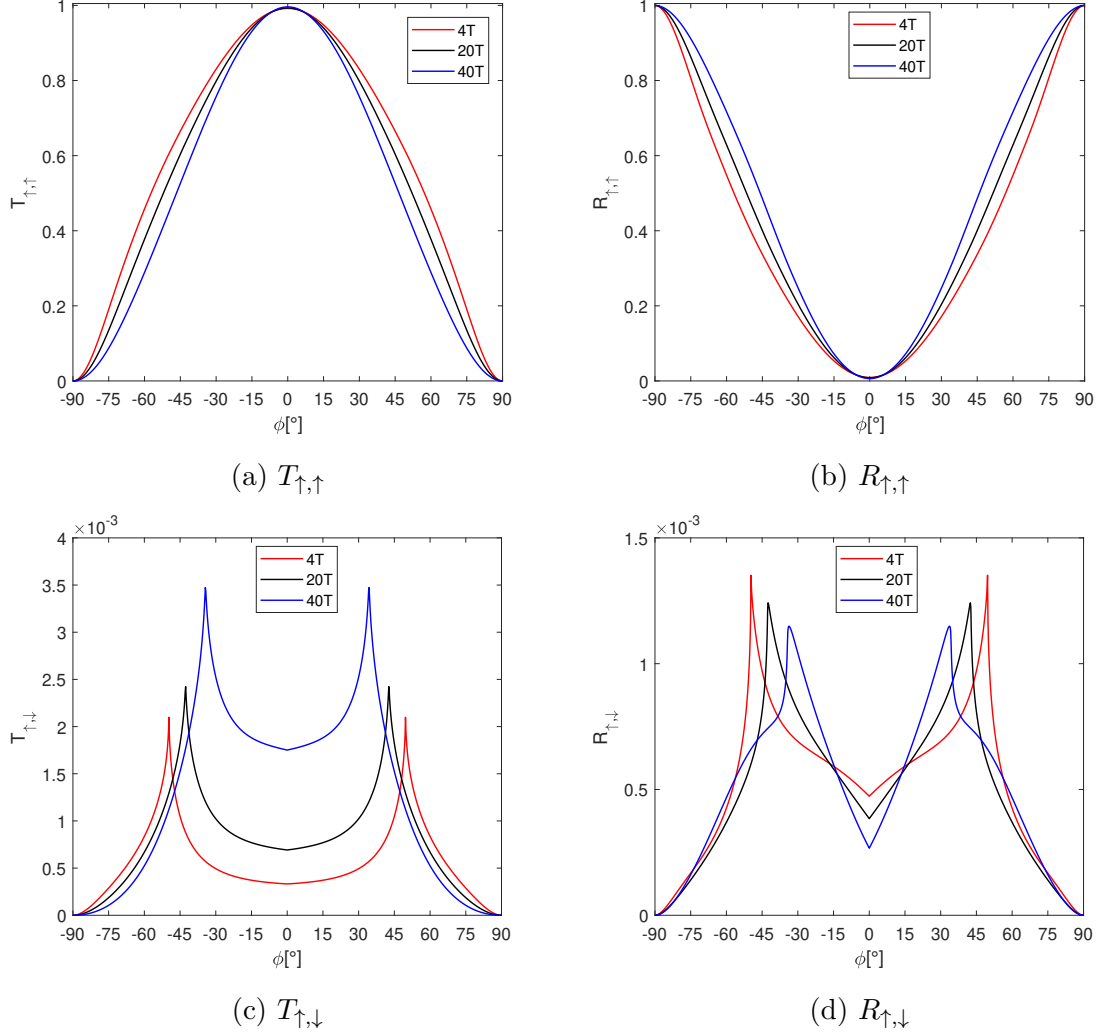 1
0.8
0.6
0.4
0.2
0
T↑,↑
-90 -75 -60 -45 -30 -15 0 15 30 45 60 75 90
ϕ[°]
4T
20T
40T
(a) T↑,↑
1
0.8
0.6
0.4
0.2
0
R↑,↑
-90 -75 -60 -45 -30 -15 0 15 30 45 60 75 90
ϕ[°]
4T
20T
40T
(b) R↑,↑
×10⁻³
4
3.5
3
2.5
2
1.5
1
0.5
0
T↑,↓
-90 -75 -60 -45 -30 -15 0 15 30 45 60 75 90
ϕ[°]
4T
20T
40T
(c) T↑,↓
×10⁻³
1.5
1
0.5
0
R↑,↓
-90 -75 -60 -45 -30 -15 0 15 30 45 60 75 90
ϕ[°]
4T
20T
40T
(d) R↑,↓